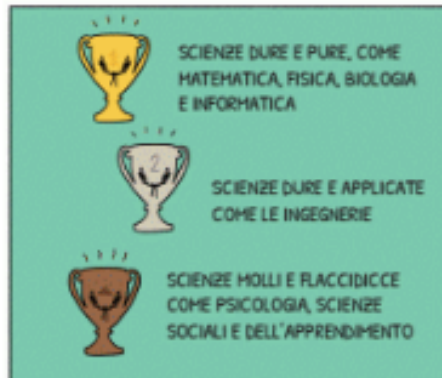 SCIENZE DURE E PURE, COME
MATEMATICA, FISICA, BIOLOGIA
E INFORMATICA
2
SCIENZE DURE E APPLICATE
COME LE INGEGNERIE
SCIENZE MOLLI E FLACCIDICCE
COME PSICOLOGIA, SCIENZE
SOCIALI E DELL'APPRENDIMENTO